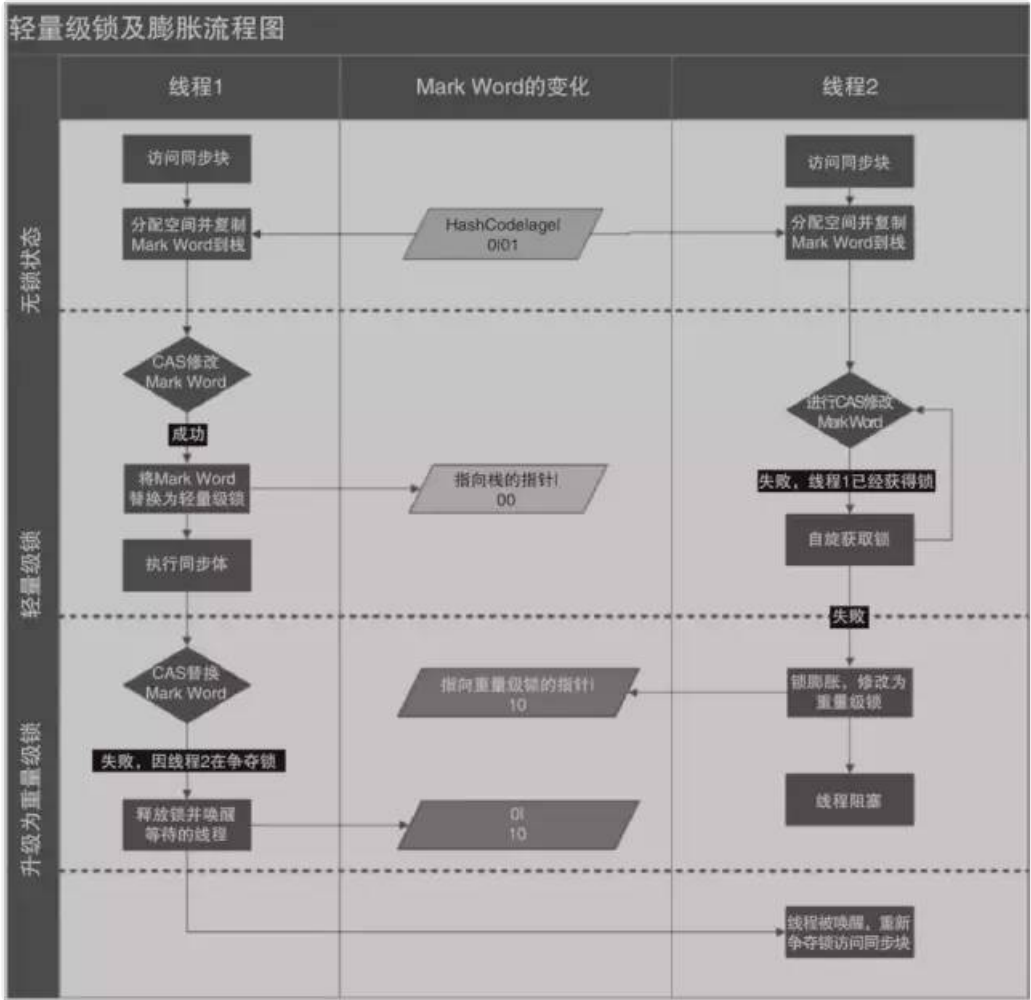 轻量级锁及膨胀流程图
线程1
Mark Word的变化
线程2
无锁状态
访问同步块
访问同步块
分配空间并复制
Mark Word到栈
HashCodelagel
0l01
分配空间并复制
Mark Word到栈
轻量级锁
CAS修改
Mark Word
进行CAS修改
MarkWord
成功
将Mark Word
替换为轻量级锁
指向栈的指针l
00
失败，线程1已经获得锁
执行同步体
自旋获取锁
失败
升级为重量级锁
CAS替换
Mark Word
指向重量级锁的指针l
10
锁膨胀，修改为
重量级锁
失败，因线程2在争夺锁
释放锁并唤醒
等待的线程
0l
10
线程阻塞
线程被唤醒，重新
争夺锁访问同步块